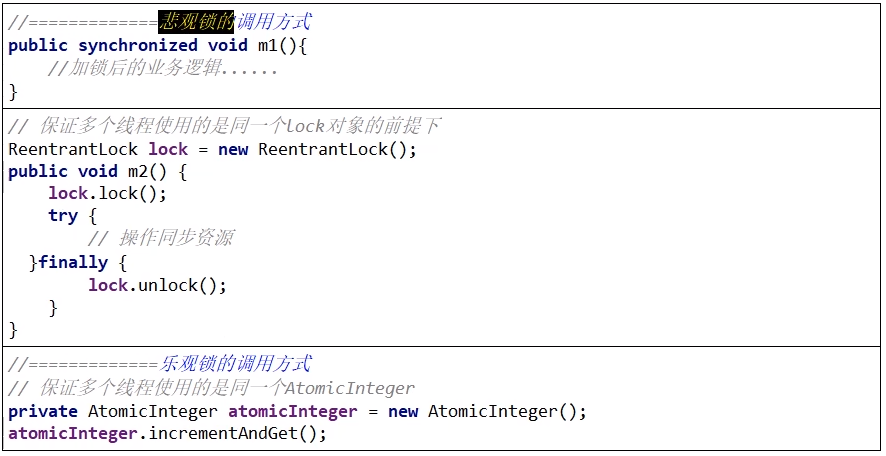 //=============悲观锁的调用方式
public synchronized void m1(){
    //加锁后的业务逻辑......
}
// 保证多个线程使用的是同一个lock对象的前提下
ReentrantLock lock = new ReentrantLock();
public void m2() {
    lock.lock();
    try {
        // 操作同步资源
  }finally {
        lock.unlock();
    }
}
//=============乐观锁的调用方式
// 保证多个线程使用的是同一个AtomicInteger
private AtomicInteger atomicInteger = new AtomicInteger();
atomicInteger.incrementAndGet();